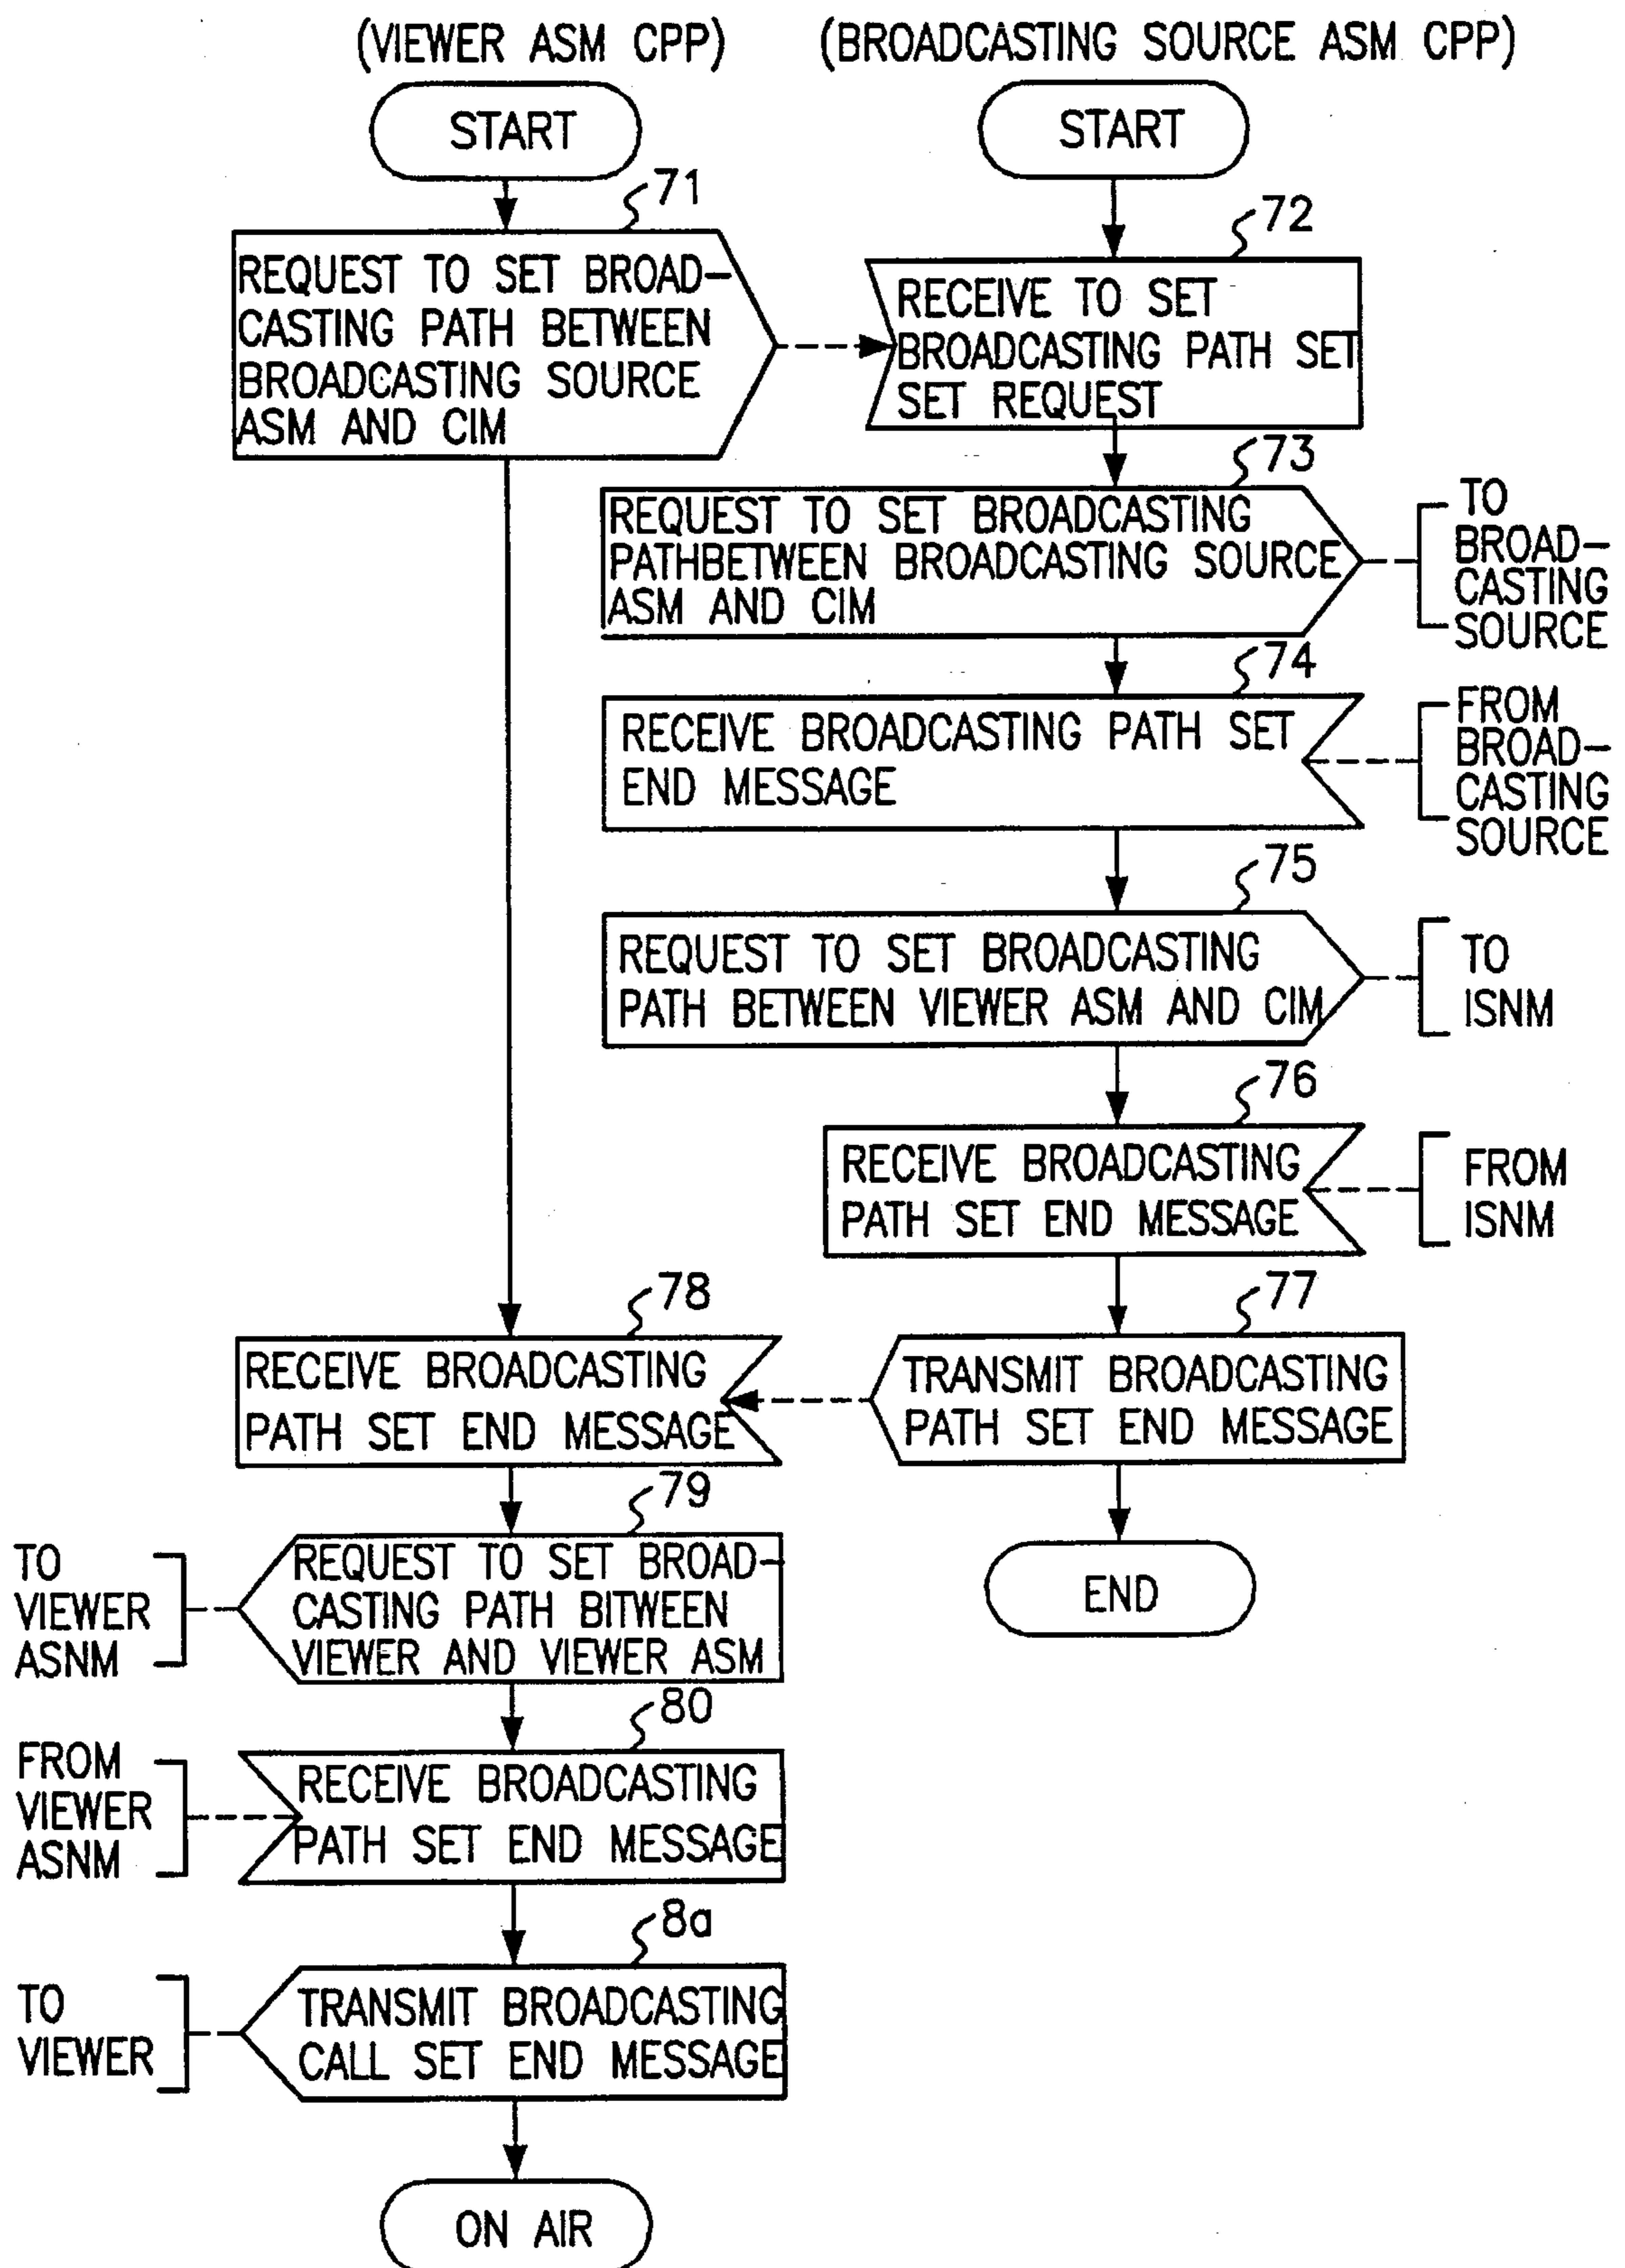 (VIEWER ASM CPP)
(BROADCASTING SOURCE ASM CPP)
START
START
71
REQUEST TO SET BROAD-
CASTING PATH BETWEEN
BROADCASTING SOURCE
ASM AND CIM
72
RECEIVE TO SET
BROADCASTING PATH SET
SET REQUEST
73
REQUEST TO SET BROADCASTING
PATHBETWEEN BROADCASTING SOURCE
ASM AND CIM
TO
BROAD-
CASTING
SOURCE
74
RECEIVE BROADCASTING PATH SET
END MESSAGE
FROM
BROAD-
CASTING
SOURCE
75
REQUEST TO SET BROADCASTING
PATH BETWEEN VIEWER ASM AND CIM
TO
ISNM
76
RECEIVE BROADCASTING
PATH SET END MESSAGE
FROM
ISNM
77
TRANSMIT BROADCASTING
PATH SET END MESSAGE
END
78
RECEIVE BROADCASTING
PATH SET END MESSAGE
79
REQUEST TO SET BROAD-
CASTING PATH BITWEEN
VIEWER AND VIEWER ASM
TO
VIEWER
ASNM
80
RECEIVE BROADCASTING
PATH SET END MESSAGE
FROM
VIEWER
ASNM
8a
TRANSMIT BROADCASTING
CALL SET END MESSAGE
TO
VIEWER
ON AIR